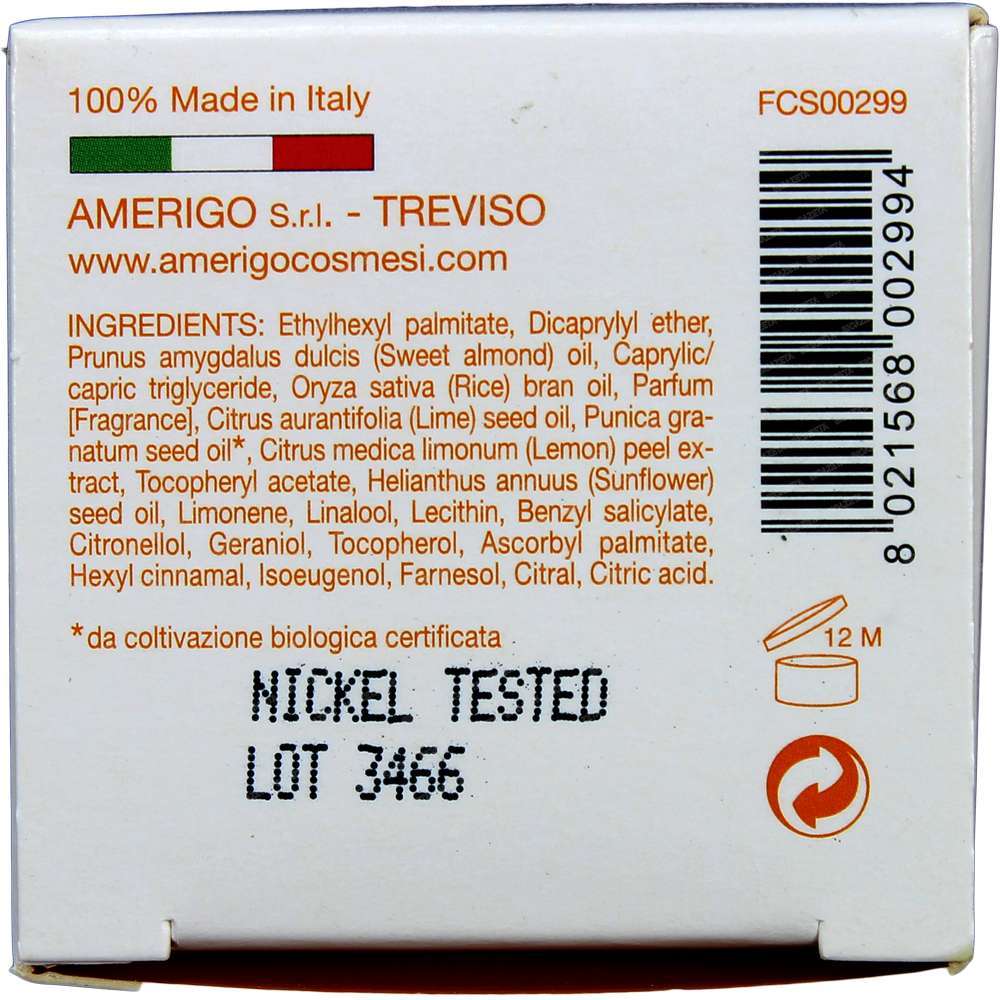 100% Made in Italy
AMERIGO S.r.l. - TREVISO
www.amerigocosmesi.com
INGREDIENTS: Ethylhexyl palmitate, Dicaprylyl ether,
Prunus amygdalus dulcis (Sweet almond) oil, Caprylic/
capric triglyceride, Oryza sativa (Rice) bran oil, Parfum
[Fragrance], Citrus aurantifolia (Lime) seed oil, Punica gra-
natum seed oil*, Citrus medica limonum (Lemon) peel ex-
tract, Tocopheryl acetate, Helianthus annuus (Sunflower)
seed oil, Limonene, Linalool, Lecithin, Benzyl salicylate,
Citronellol, Geraniol, Tocopherol, Ascorbyl palmitate,
Hexyl cinnamal, Isoeugenol, Farnesol, Citral, Citric acid.
*da coltivazione biologica certificata
NICKEL TESTED
LOT 3466
FCS00299
8 021568 002994
12 M